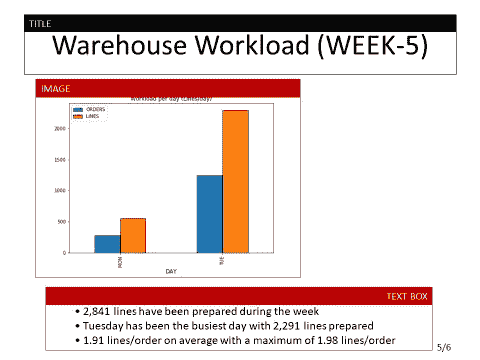 TITLE
Warehouse Workload (WEEK-5)
IMAGE
Workload per day (Lines/day)
ORDERS
LINES
2000
1500
1000
500
0
MON
TUE
DAY
TEXT BOX
• 2,841 lines have been prepared during the week
• Tuesday has been the busiest day with 2,291 lines prepared
• 1.91 lines/order on average with a maximum of 1.98 lines/order
5/6